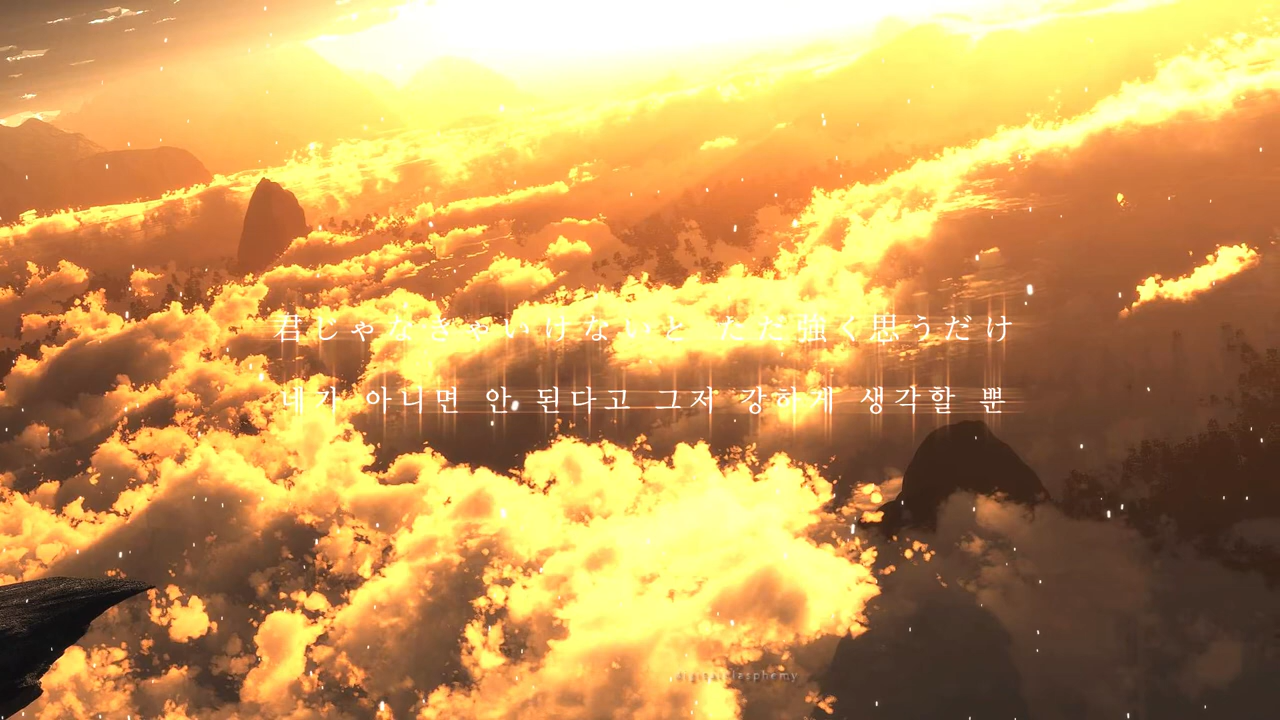 君じゃなきゃいけないと ただ強く思うだけ
네가 아니면 안 된다고 그저 강하게 생각할 뿐
digitalblasphemy